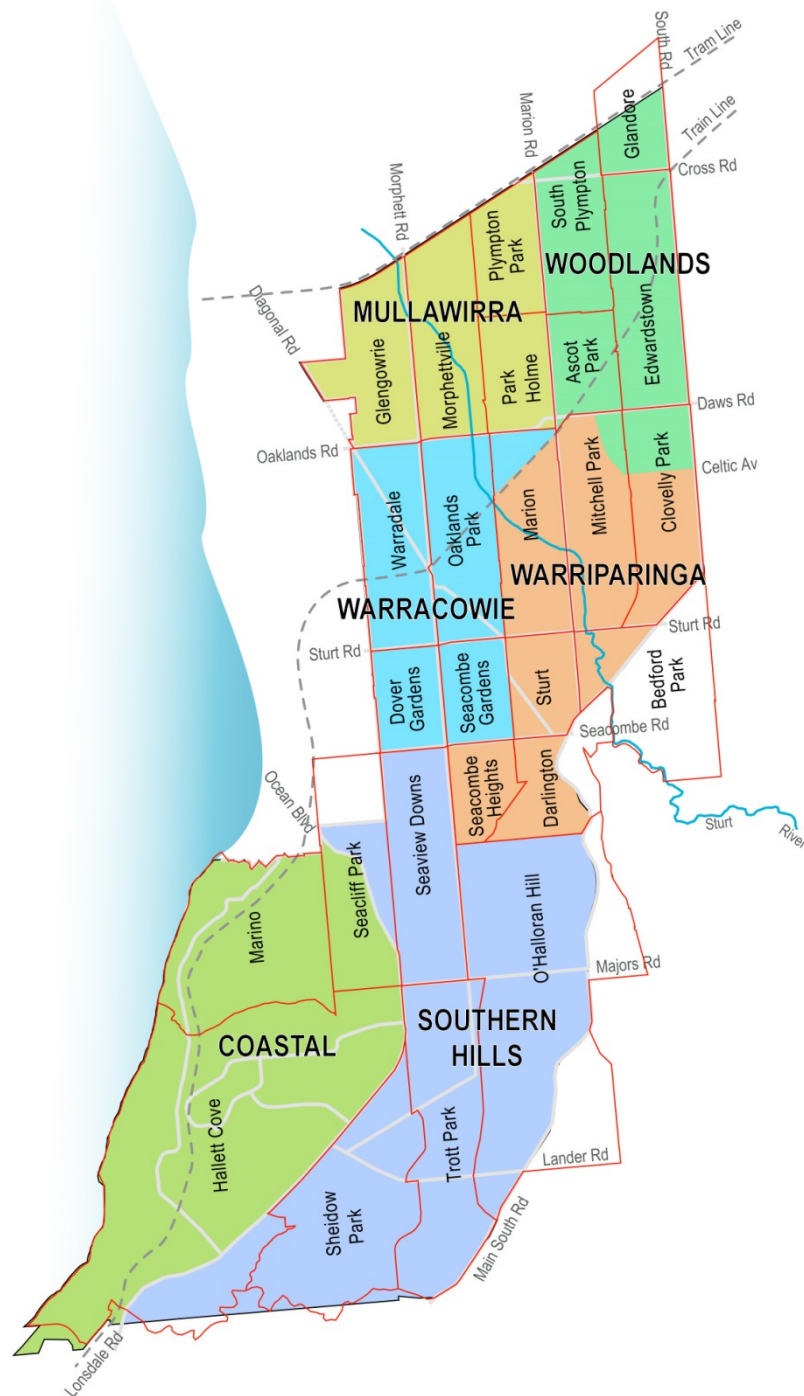 South Rd
Tram Line
Train Line
Glandore
Marion Rd
Cross Rd
South
Plympton
Morphett Rd
Plympton
Park
WOODLANDS
MULLAWIRRA
Diagonal Rd
Glengowrie
Morphettville
Park
Holme
Ascot
Park
Edwardstown
Daws Rd
Oaklands Rd
Celtic Av
Warradale
Oaklands
Park
Marion
Mitchell Park
Clovelly Park
WARRACOWIE
WARRIPARINGA
Sturt Rd
Sturt Rd
Dover
Gardens
Seacombe
Gardens
Sturt
Bedford
Park
Seacombe Rd
Ocean Blvd
Seaview Downs
Seacombe
Heights
Darlington
Sturt
River
Marino
Seacliff Park
O'Halloran Hill
Majors Rd
COASTAL
SOUTHERN
HILLS
Hallett Cove
Trott Park
Lander Rd
Sheidow
Park
Main South Rd
Lonsdale Rd